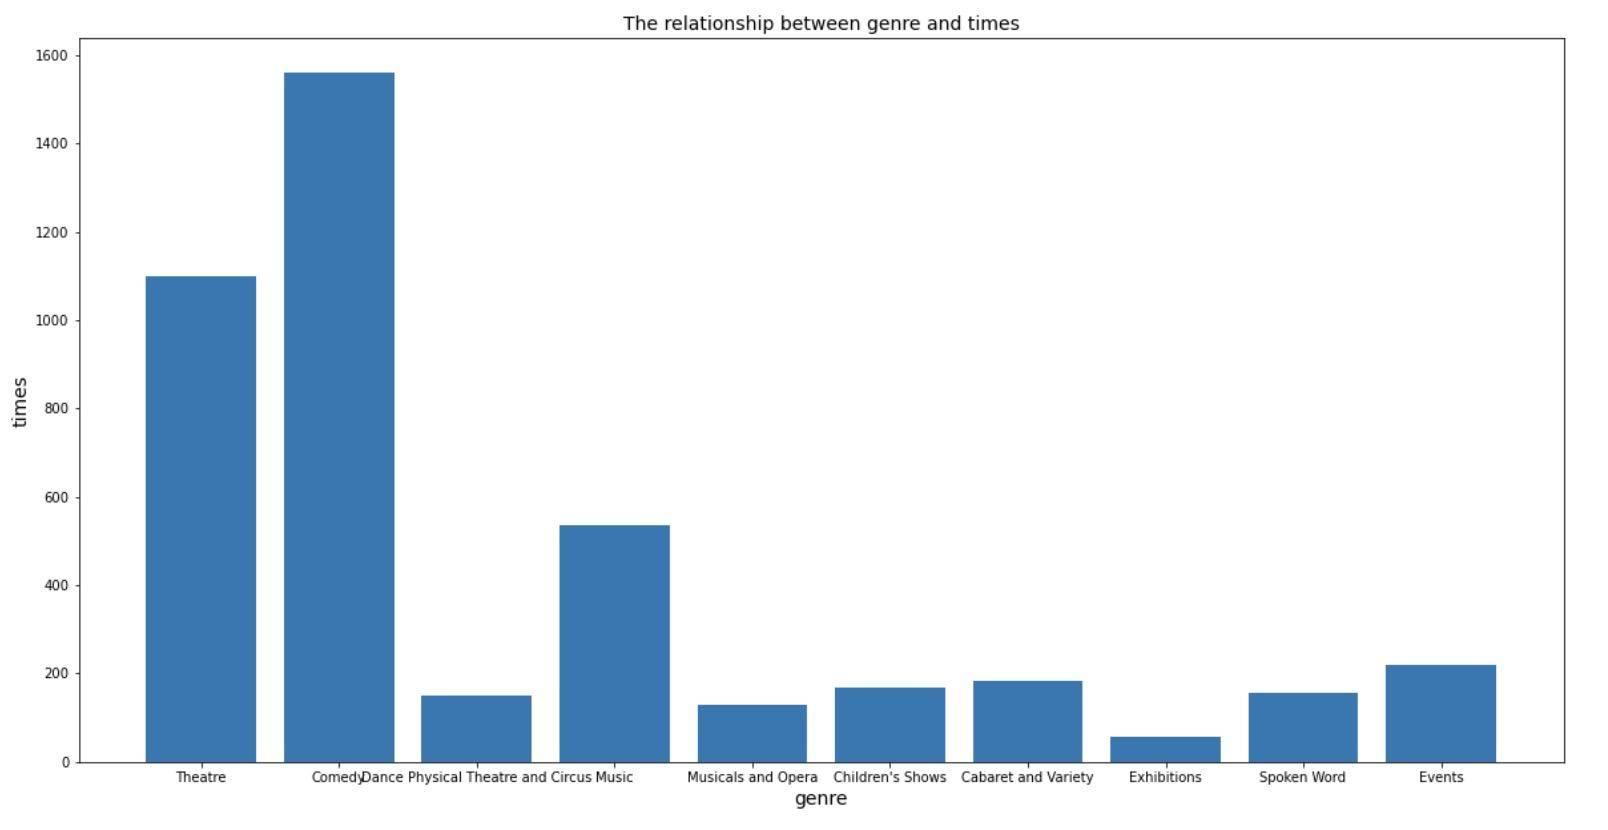 The relationship between genre and times
1600
1400
1200
1000
800
600
400
200
0
times
Theatre
Comedy
Dance Physical Theatre and Circus
Music
Musicals and Opera
Children's Shows
Cabaret and Variety
Exhibitions
Spoken Word
Events
genre